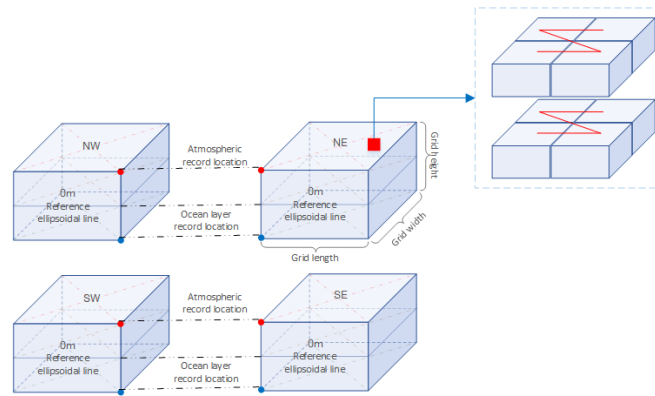 NW
Atmospheric
record location
NE
Grid height
0m
Reference
ellipsoidal line
Ocean layer
record location
0m
Reference
ellipsoidal line
Grid width
Grid length
SW
Atmospheric
record location
SE
0m
Reference
ellipsoidal line
Ocean layer
record location
0m
Reference
ellipsoidal line